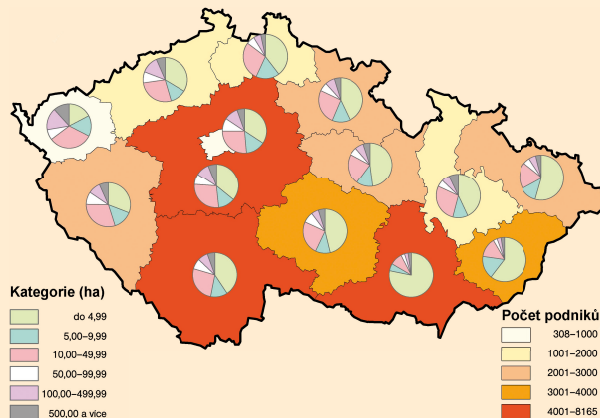 Kategorie (ha)
do 4,99
5,00–9,99
10,00–49,99
50,00–99,99
100,00–499,99
500,00 a více
Počet podniků
308–1000
1001–2000
2001–3000
3001–4000
4001–8165